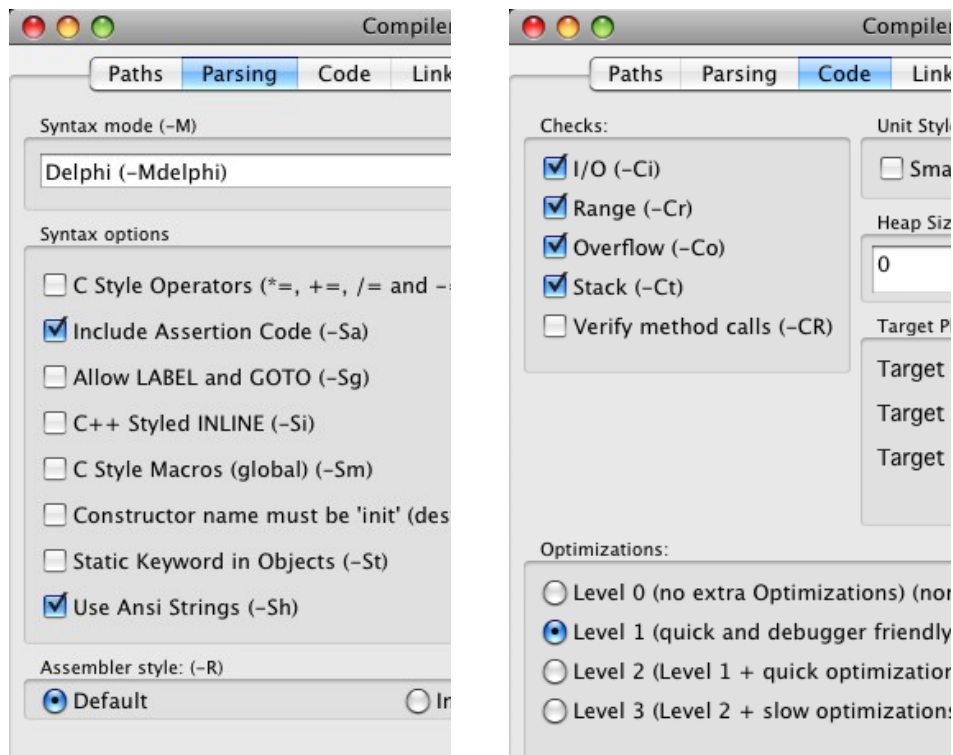 Compiler
Paths Parsing Code Link
Syntax mode (-M)
Delphi (-Mdelphi)
Syntax options
C Style Operators (*=, +=, /= and -=
Include Assertion Code (-Sa)
Allow LABEL and GOTO (-Sg)
C++ Styled INLINE (-Si)
C Style Macros (global) (-Sm)
Constructor name must be 'init' (des
Static Keyword in Objects (-St)
Use Ansi Strings (-Sh)
Assembler style: (-R)
Default In
Compiler
Paths Parsing Code Link
Checks:
I/O (-Ci)
Range (-Cr)
Overflow (-Co)
Stack (-Ct)
Verify method calls (-CR)
Unit Styl
Sma
Heap Siz
0
Target P
Target
Target
Target
Optimizations:
Level 0 (no extra Optimizations) (nor
Level 1 (quick and debugger friendly
Level 2 (Level 1 + quick optimization
Level 3 (Level 2 + slow optimizations